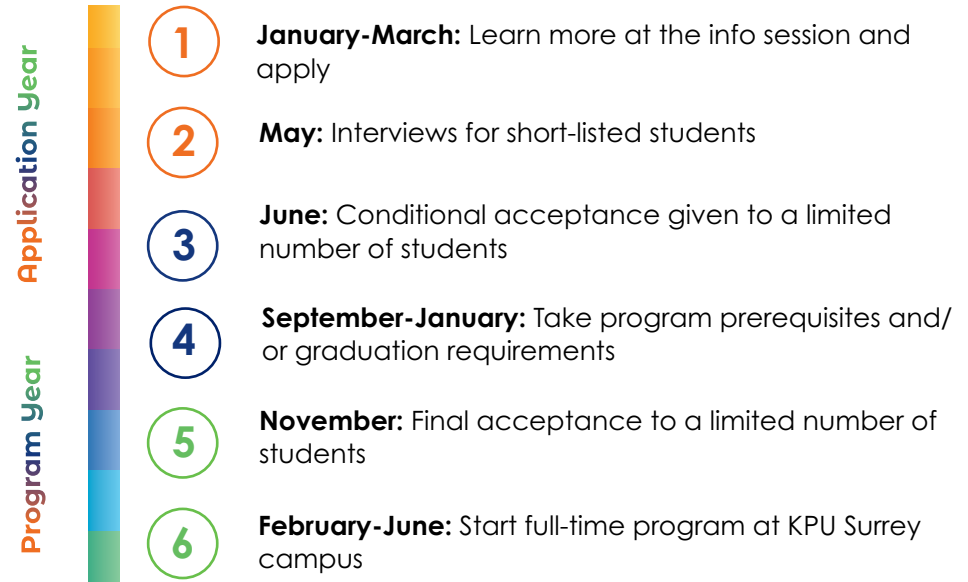 Application Year
Program Year
1
January-March: Learn more at the info session and
apply
2
May: Interviews for short-listed students
3
June: Conditional acceptance given to a limited
number of students
4
September-January: Take program prerequisites and/
or graduation requirements
5
November: Final acceptance to a limited number of
students
6
February-June: Start full-time program at KPU Surrey
campus